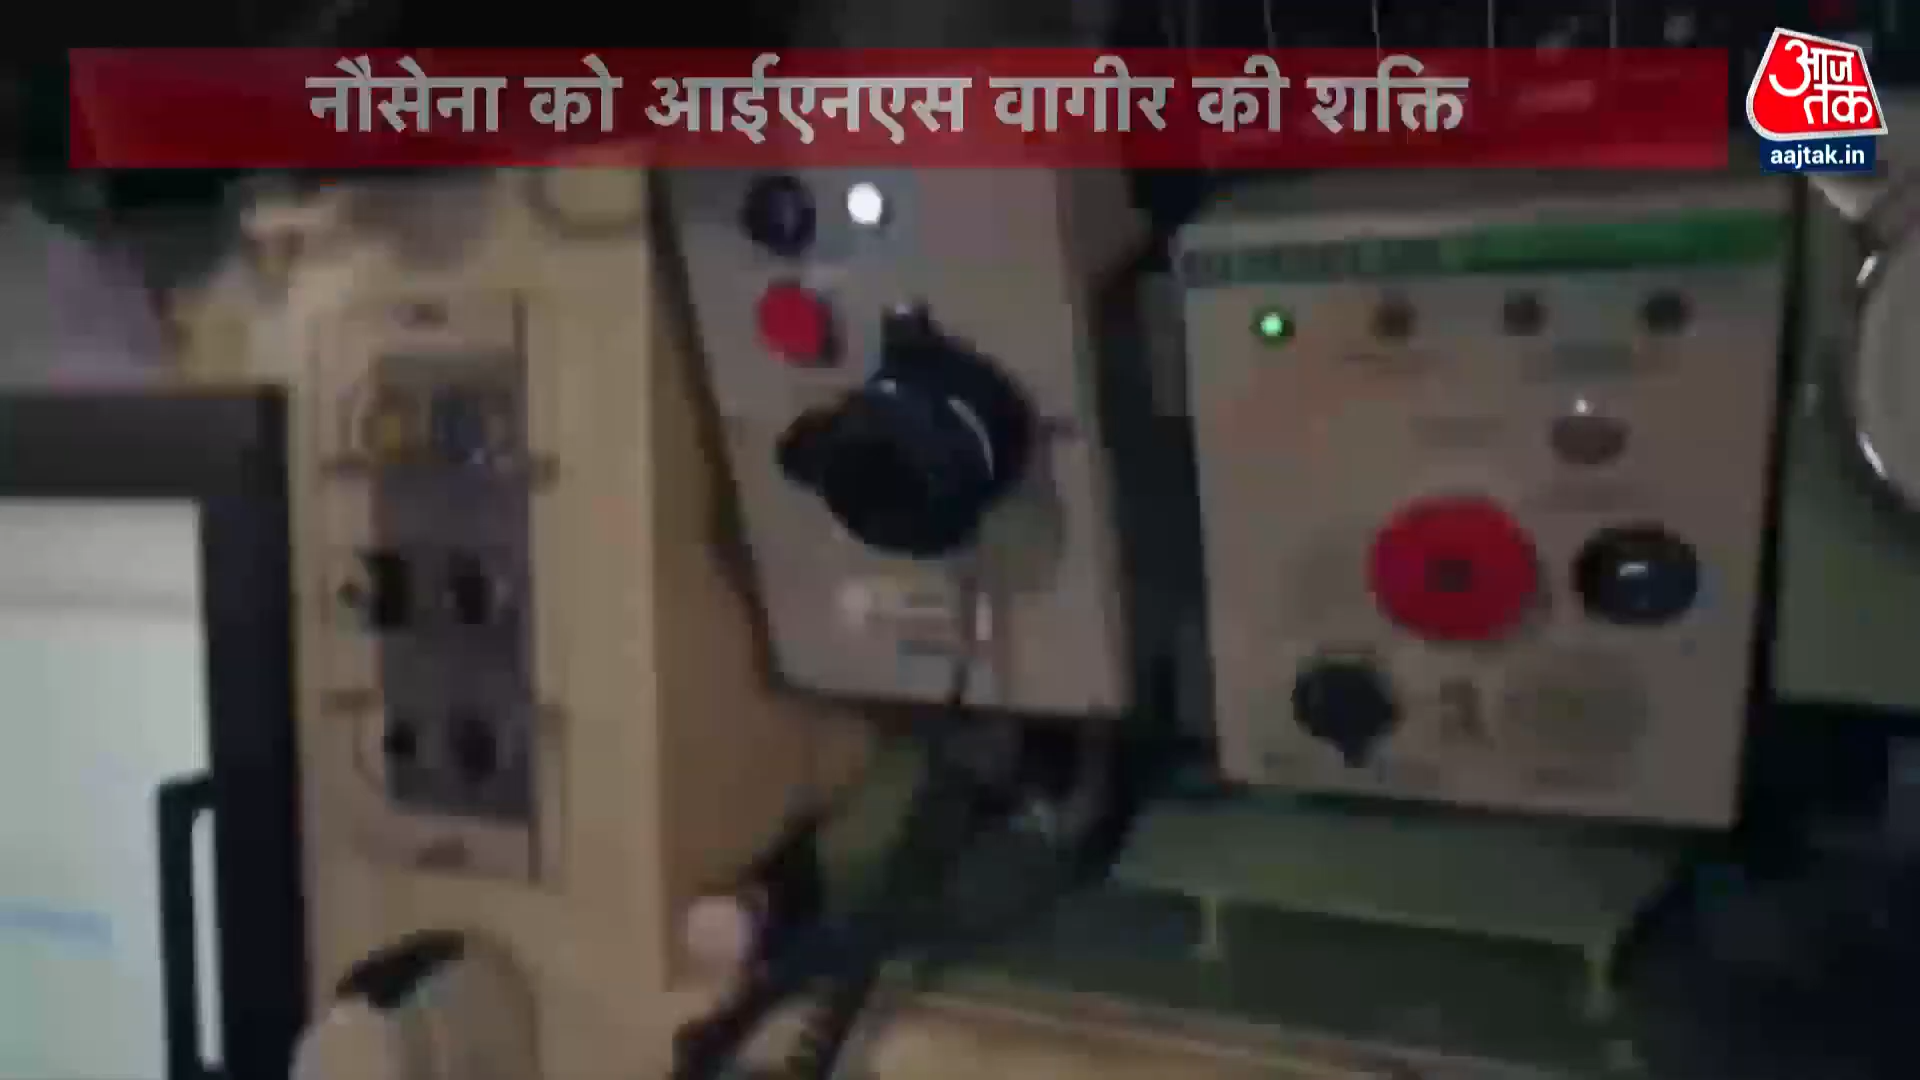 नौसेना को आईएनएस वागीर की शक्ति
आज
तक
aajtak.in